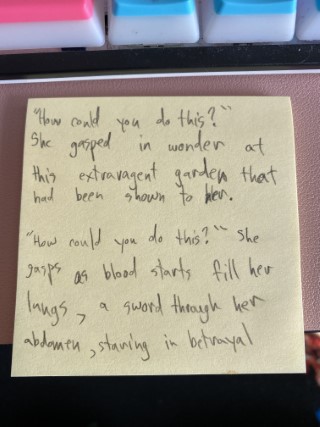 "How could you do this?"
She gasped in wonder at
this extravagent garden that
had been shown to her.
"How could you do this?" she
gasps as blood starts fill her
lungs, a sword through her
abdomen, staring in betrayal